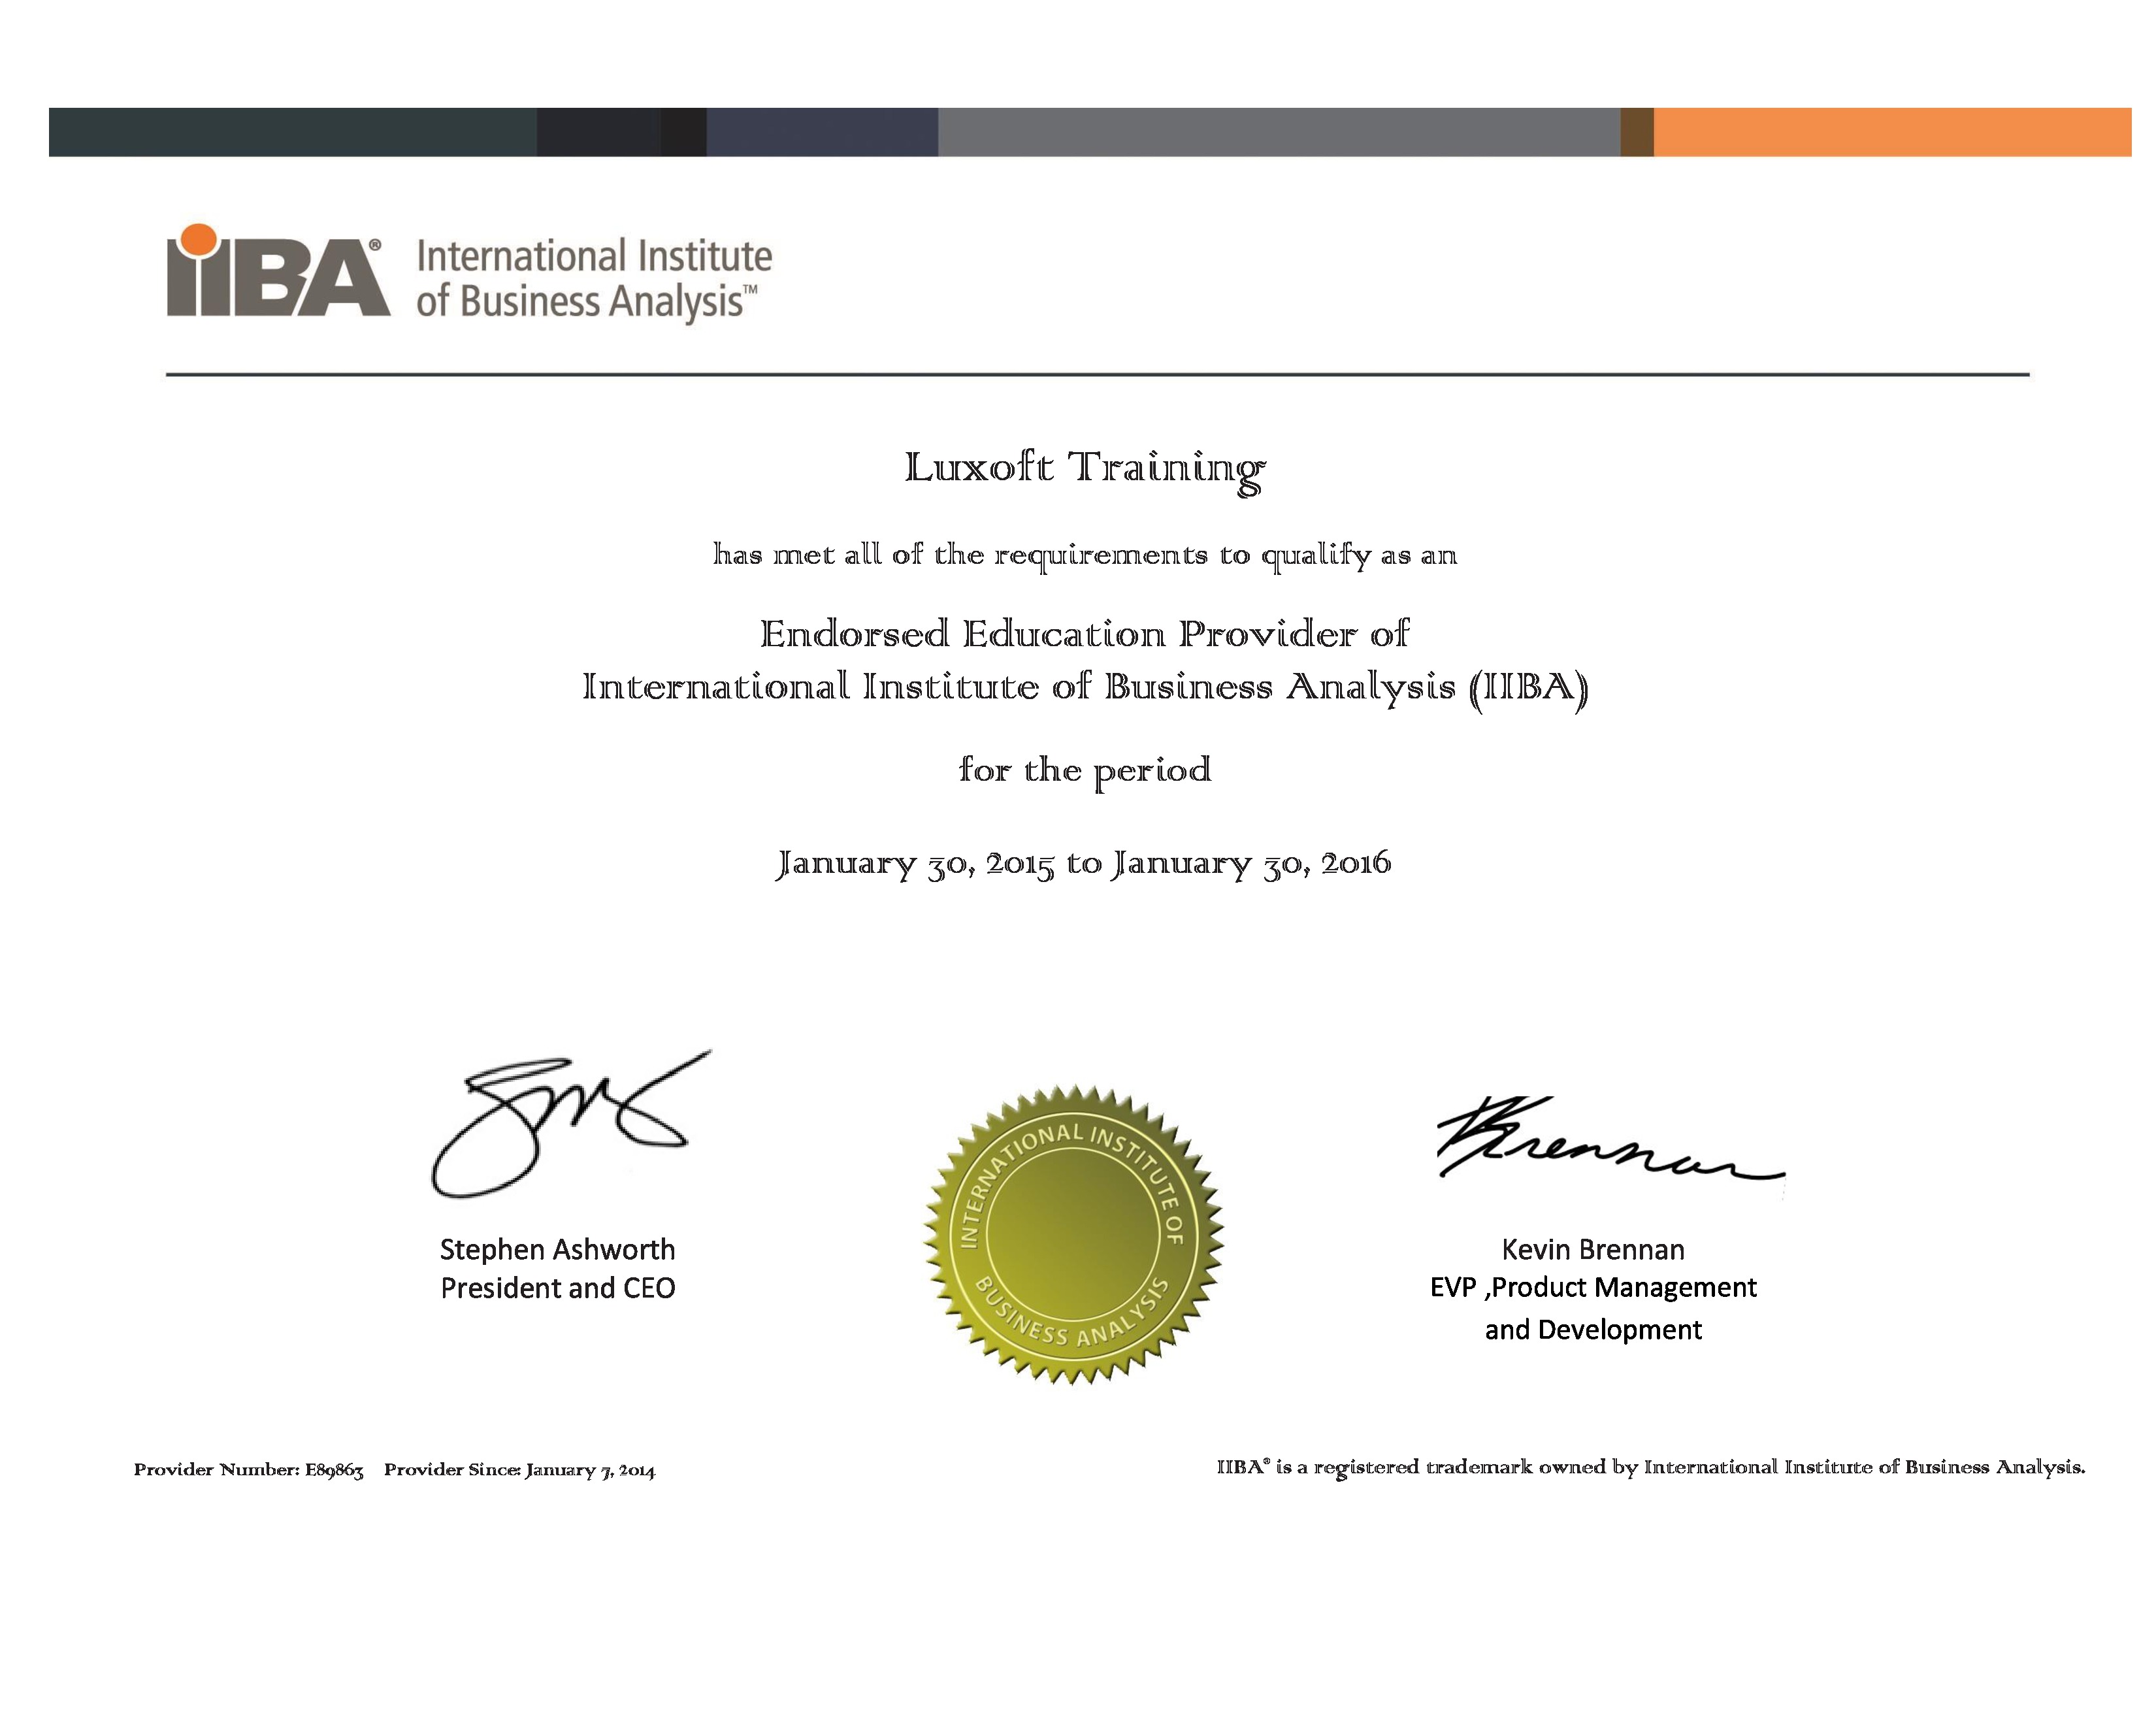 iiBA® International Institute
of Business Analysis™
Luxoft Training
has met all of the requirements to qualify as an
Endorsed Education Provider of
International Institute of Business Analysis (IIBA)
for the period
January 30, 2015 to January 30, 2016
INTERNATIONAL INSTITUTE OF
BUSINESS ANALYSIS
Brennan
Stephen Ashworth
President and CEO
Kevin Brennan
EVP ,Product Management
and Development
Provider Number: E89863 Provider Since: January 7, 2014
IIBA® is a registered trademark owned by International Institute of Business Analysis.